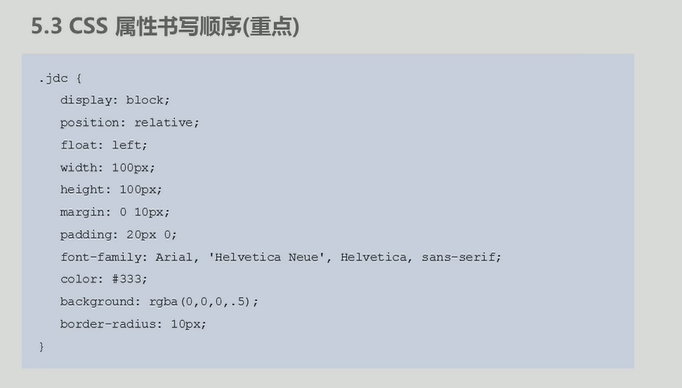 5.3 CSS 属性书写顺序(重点)
.jdc {
display: block;
position: relative;
float: left;
width: 100px;
height: 100px;
margin: 0 10px;
padding: 20px 0;
font-family: Arial, 'Helvetica Neue', Helvetica, sans-serif;
color: #333;
background: rgba(0,0,0,.5);
border-radius: 10px;
}